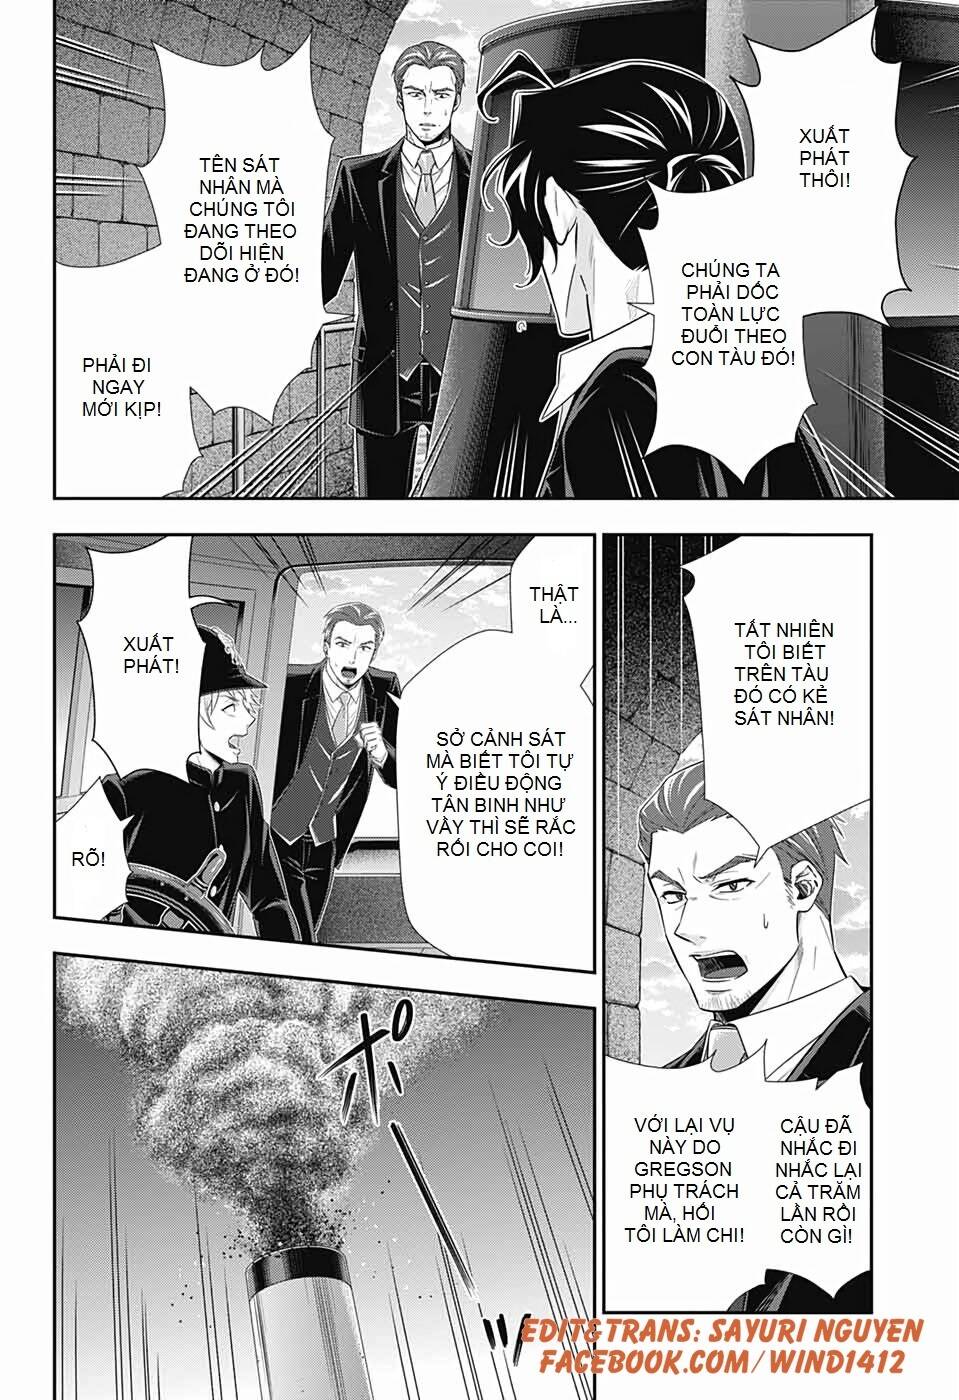 XUẤT
PHÁT
THÔI!
CHÚNG TA
PHẢI DỐC
TOÀN LỰC
ĐUỔI THEO
CON TÀU ĐÓ!
TÊN SÁT
NHÂN MÀ
CHÚNG TÔI
ĐANG THEO
DÕI HIỆN
ĐANG Ở ĐÓ!
PHẢI ĐI
NGAY
MỚI KỊP!
TẤT NHIÊN
TÔI BIẾT
TRÊN TÀU
ĐÓ CÓ KẺ
SÁT NHÂN!
CẬU ĐÃ
NHẮC ĐI
NHẮC LẠI
CẢ TRĂM
LẦN RỒI
CÒN GÌ!
VỚI LẠI VỤ
NÀY DO
GREGSON
PHỤ TRÁCH
MÀ, HỐI
TÔI LÀM CHI!
THẬT
LÀ...
SỞ CẢNH SÁT
MÀ BIẾT TÔI TỰ
Ý ĐIỀU ĐỘNG
TÂN BINH NHƯ
VẦY THÌ SẼ RẮC
RỐI CHO COI!
XUẤT
PHÁT!
RÕ!
ポーッ
EDIT&TRANS: SAYURI NGUYEN
FACEBOOK.COM/WIND1412